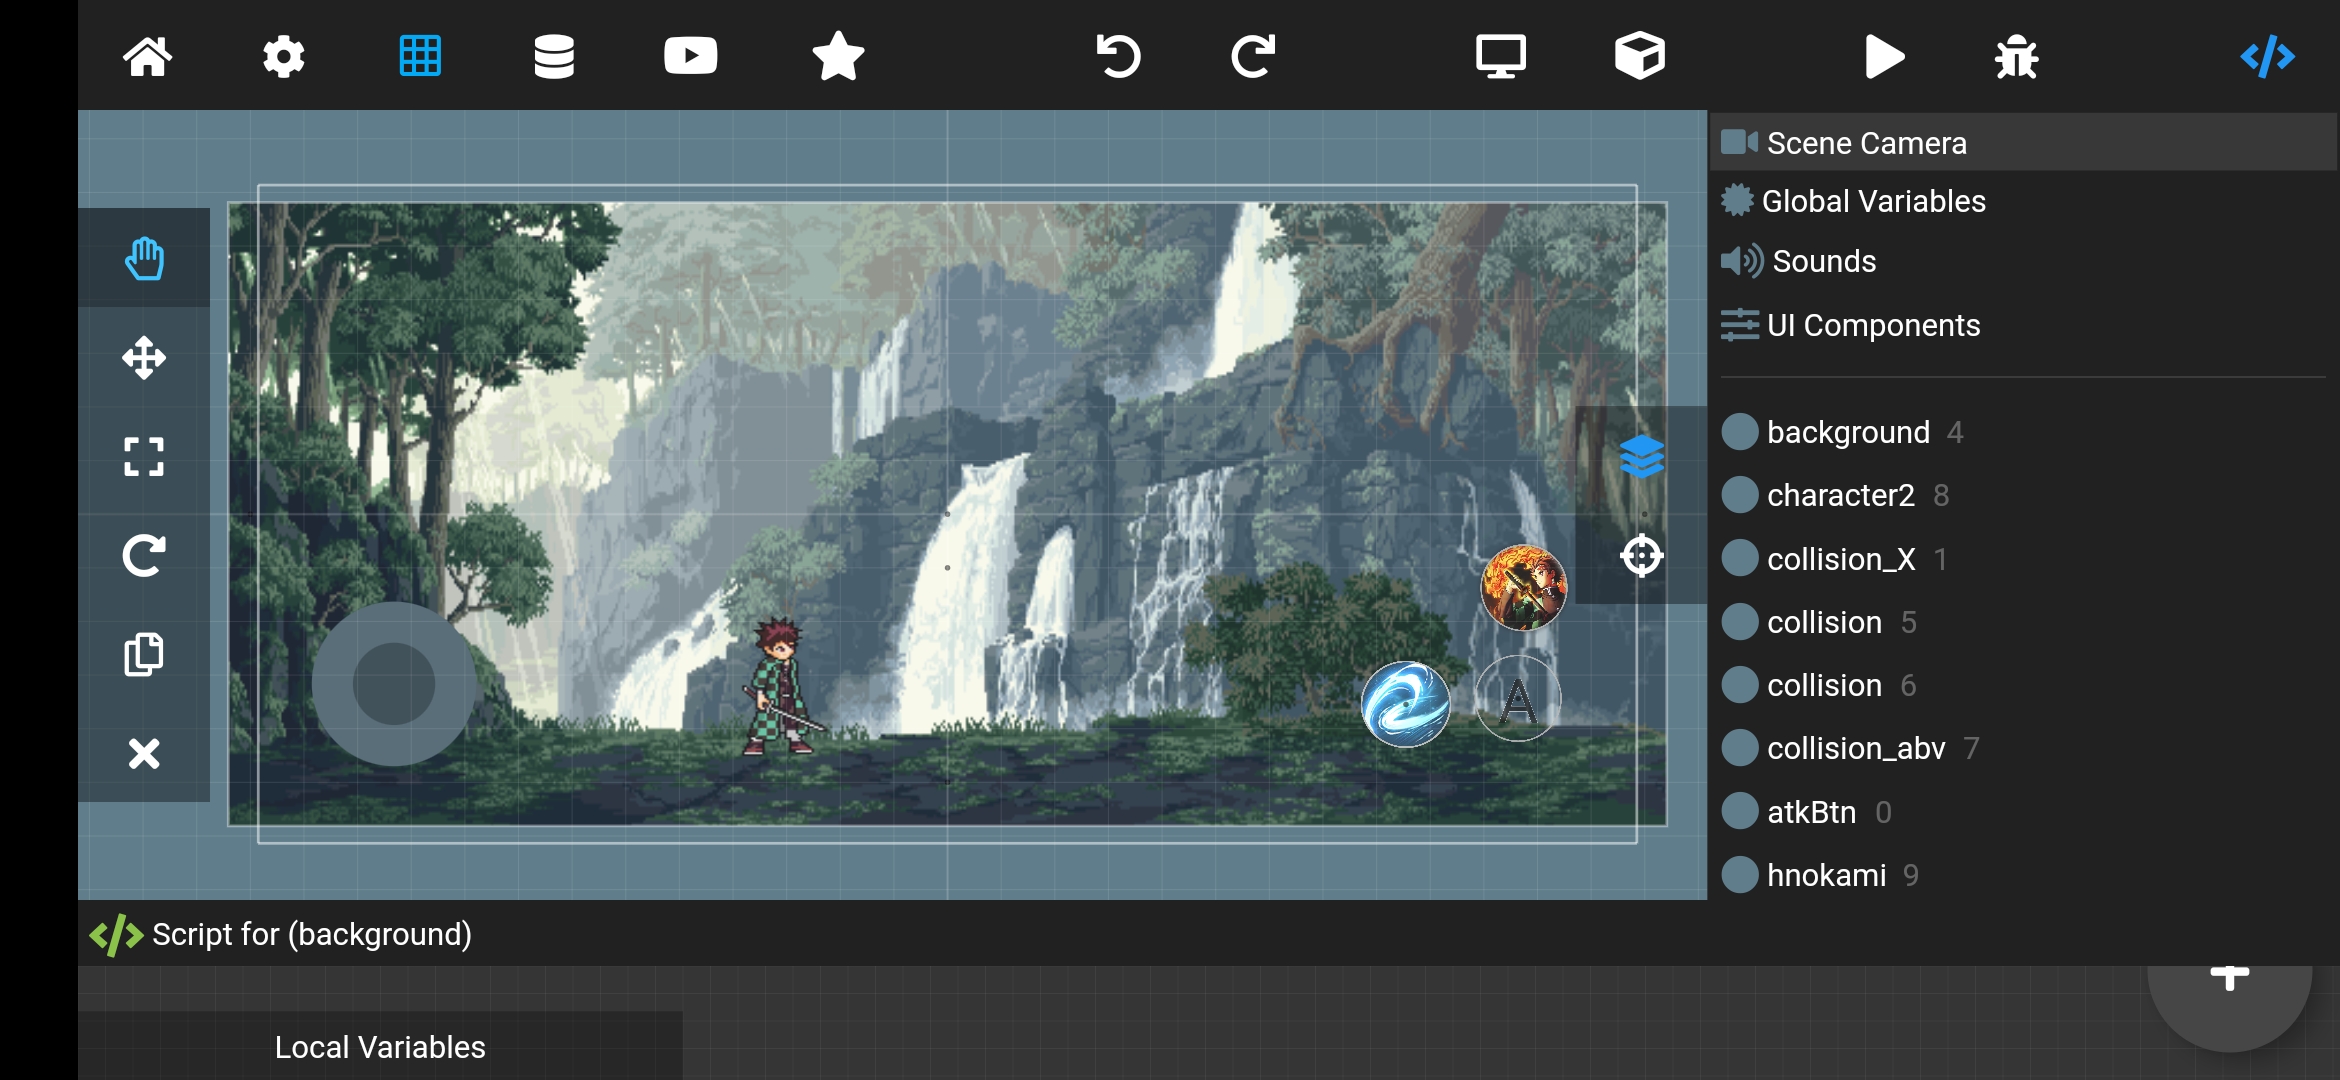 Scene Camera
Global Variables
Sounds
UI Components
background 4
character2 8
collision_X 1
collision 5
collision 6
collision_abv 7
atkBtn 0
hnokami 9
A
Script for (background)
Local Variables